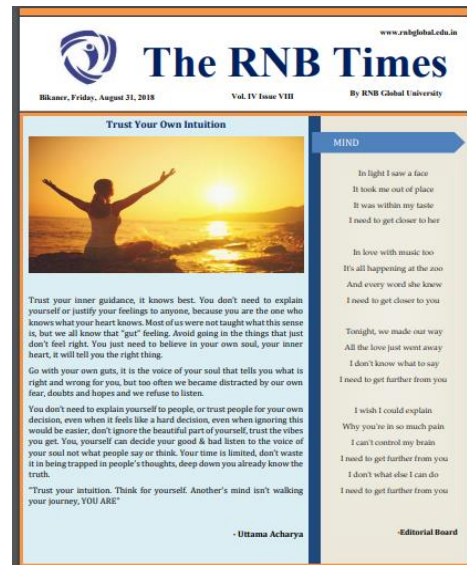 www.rnbglobal.edu.in
The RNB Times
Bikaner, Friday, August 31, 2018 Vol. IV Issue VIII By RNB Global University
Trust Your Own Intuition
Trust your inner guidance, it knows best. You don't need to explain
yourself or justify your feelings to anyone, because you are the one who
knows what your heart knows. Most of us were not taught what this sense
is, but we all know that "gut" feeling. Avoid going in the things that just
don't feel right. You just need to believe in your own soul, your inner
heart, it will tell you the right thing.
Go with your own guts, it is the voice of your soul that tells you what is
right and wrong for you, but too often we became distracted by our own
fear, doubts and hopes and we refuse to listen.
You don't need to explain yourself to people, or trust people for your own
decision, even when it feels like a hard decision, even when ignoring this
would be easier, don't ignore the beautiful part of yourself, trust the vibes
you get. You, yourself can decide your good & bad listen to the voice of
your soul not what people say or think. Your time is limited, don't waste
it in being trapped in people's thoughts, deep down you already know the
truth.
"Trust your intuition. Think for yourself. Another's mind isn't walking
your journey, YOU ARE"
- Uttama Acharya
MIND
In light I saw a face
It took me out of place
It was within my taste
I need to get closer to her
In love with music too
It's all happening at the zoo
And every word she knew
I need to get closer to you
Tonight, we made our way
All the love just went away
I don't know what to say
I need to get further from you
I wish I could explain
Why you're in so much pain
I can't control my brain
I need to get further from you
I don't what else I can do
I need to get further from you
-Editorial Board